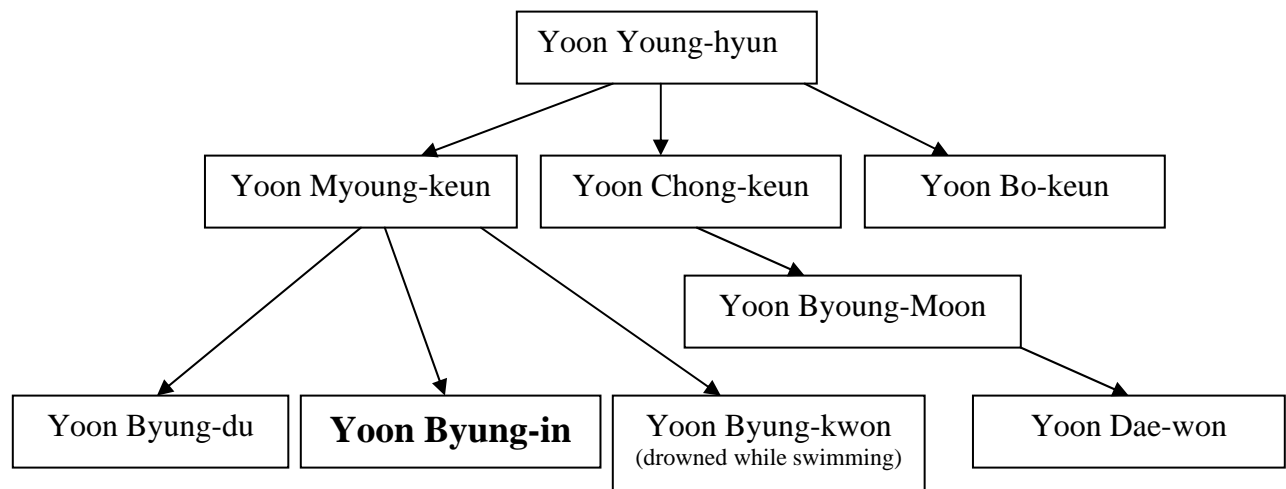 Yoon Young-hyun
Yoon Myoung-keun
Yoon Chong-keun
Yoon Bo-keun
Yoon Byoung-Moon
Yoon Byung-du
Yoon Byung-in
Yoon Byung-kwon
(drowned while swimming)
Yoon Dae-won